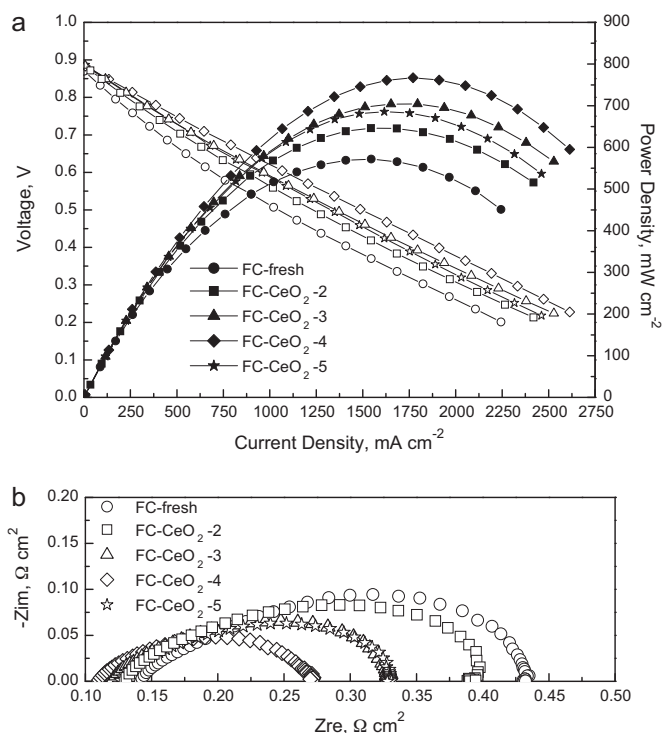 a
1.0
0.9
0.8
0.7
0.6
0.5
0.4
0.3
0.2
0.1
0.0
Voltage, V
900
800
700
600
500
400
300
200
100
0
Power Density, mW cm-2
FC-fresh
FC-CeO2-2
FC-CeO2-3
FC-CeO2-4
FC-CeO2-5
0 250 500 750 1000 1250 1500 1750 2000 2250 2500 2750
Current Density, mA cm-2
b
0.20
0.15
0.10
0.05
0.00
-Zim, Ω cm2
FC-fresh
FC-CeO2-2
FC-CeO2-3
FC-CeO2-4
FC-CeO2-5
0.10 0.15 0.20 0.25 0.30 0.35 0.40 0.45 0.50
Zre, Ω cm2